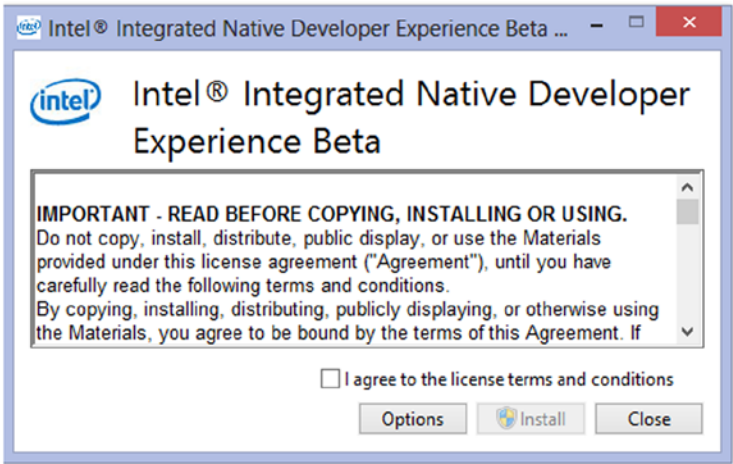 Intel® Integrated Native Developer Experience Beta ...
intel
Intel® Integrated Native Developer
Experience Beta
IMPORTANT - READ BEFORE COPYING, INSTALLING OR USING.
Do not copy, install, distribute, public display, or use the Materials
provided under this license agreement ("Agreement"), until you have
carefully read the following terms and conditions.
By copying, installing, distributing, publicly displaying, or otherwise using
the Materials, you agree to be bound by the terms of this Agreement. If
I agree to the license terms and conditions
Options Install Close